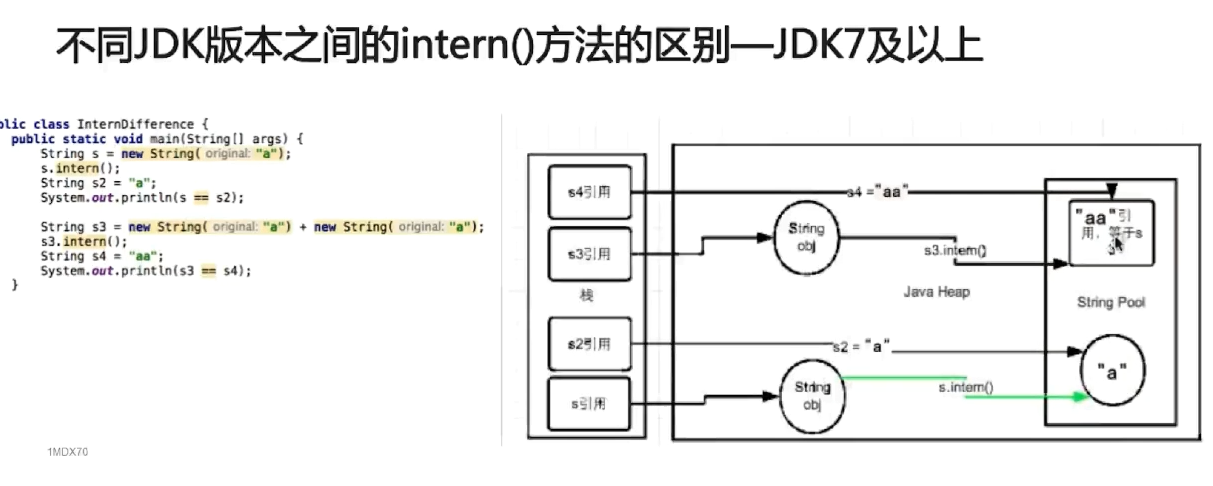 不同JDK版本之间的intern()方法的区别—JDK7及以上
blic class InternDifference {
public static void main(String[] args) {
String s = new String( original: "a");
s.intern();
String s2 = "a";
System.out.println(s == s2);
String s3 = new String( original: "a") + new String( original: "a");
s3.intern();
String s4 = "aa";
System.out.println(s3 == s4);
}
s4引用
s3引用
栈
s2引用
s引用
s4 ="aa"
String
obj
s3.intern()
Java Heap
"aa"引
用，等于s
3
String Pool
s2 = "a"
String
obj
s.intern()
"a"
1MDX70